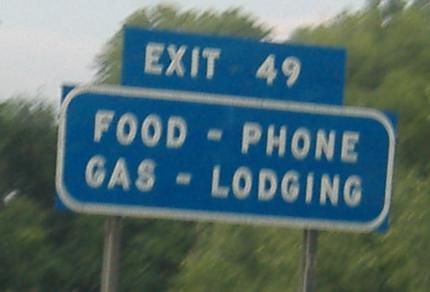 EXIT 49
FOOD - PHONE
GAS - LODGING